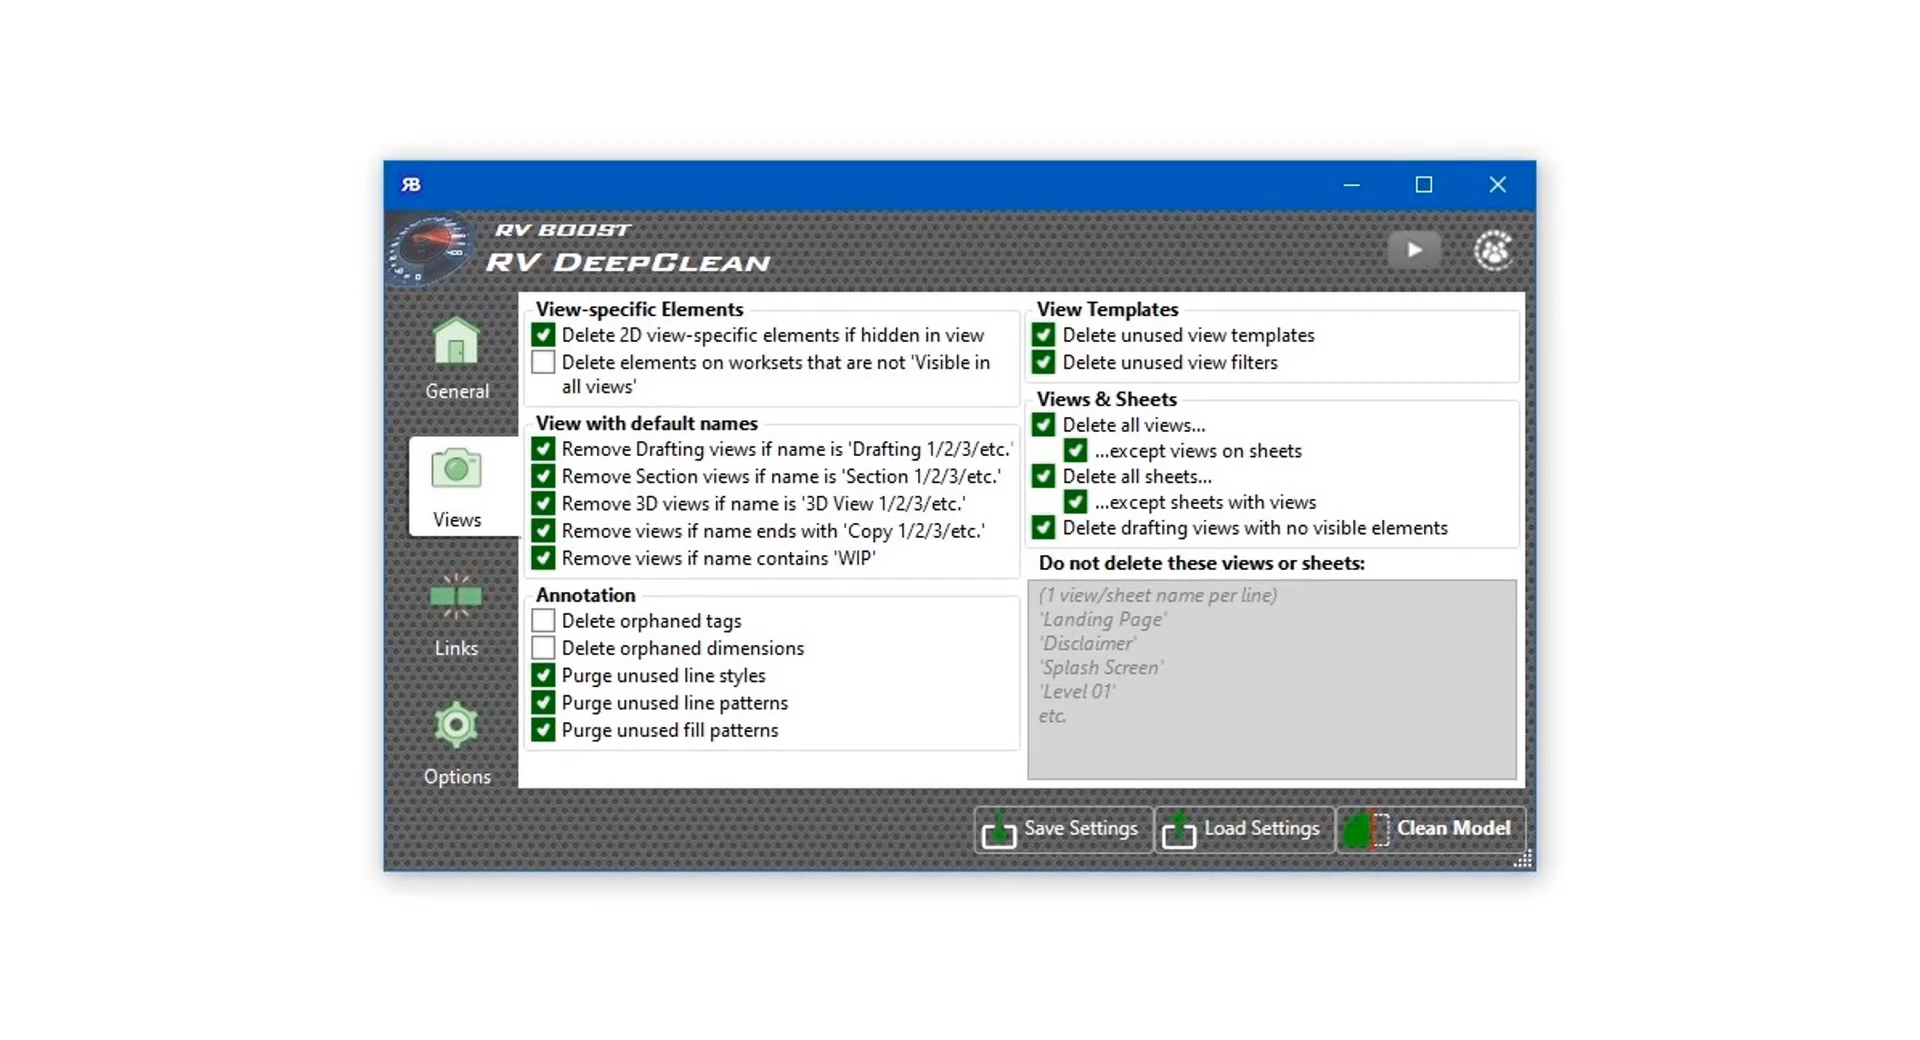 RB
RV BOOST
RV DEEPCLEAN
General
Views
Links
Options
View-specific Elements
Delete 2D view-specific elements if hidden in view
Delete elements on worksets that are not 'Visible in
all views'
View with default names
Remove Drafting views if name is 'Drafting 1/2/3/etc.'
Remove Section views if name is 'Section 1/2/3/etc.'
Remove 3D views if name is '3D View 1/2/3/etc.'
Remove views if name ends with 'Copy 1/2/3/etc.'
Remove views if name contains 'WIP'
Annotation
Delete orphaned tags
Delete orphaned dimensions
Purge unused line styles
Purge unused line patterns
Purge unused fill patterns
View Templates
Delete unused view templates
Delete unused view filters
Views & Sheets
Delete all views...
...except views on sheets
Delete all sheets...
...except sheets with views
Delete drafting views with no visible elements
Do not delete these views or sheets:
(1 view/sheet name per line)
'Landing Page'
'Disclaimer'
'Splash Screen'
'Level 01'
etc.
Save Settings
Load Settings
Clean Model